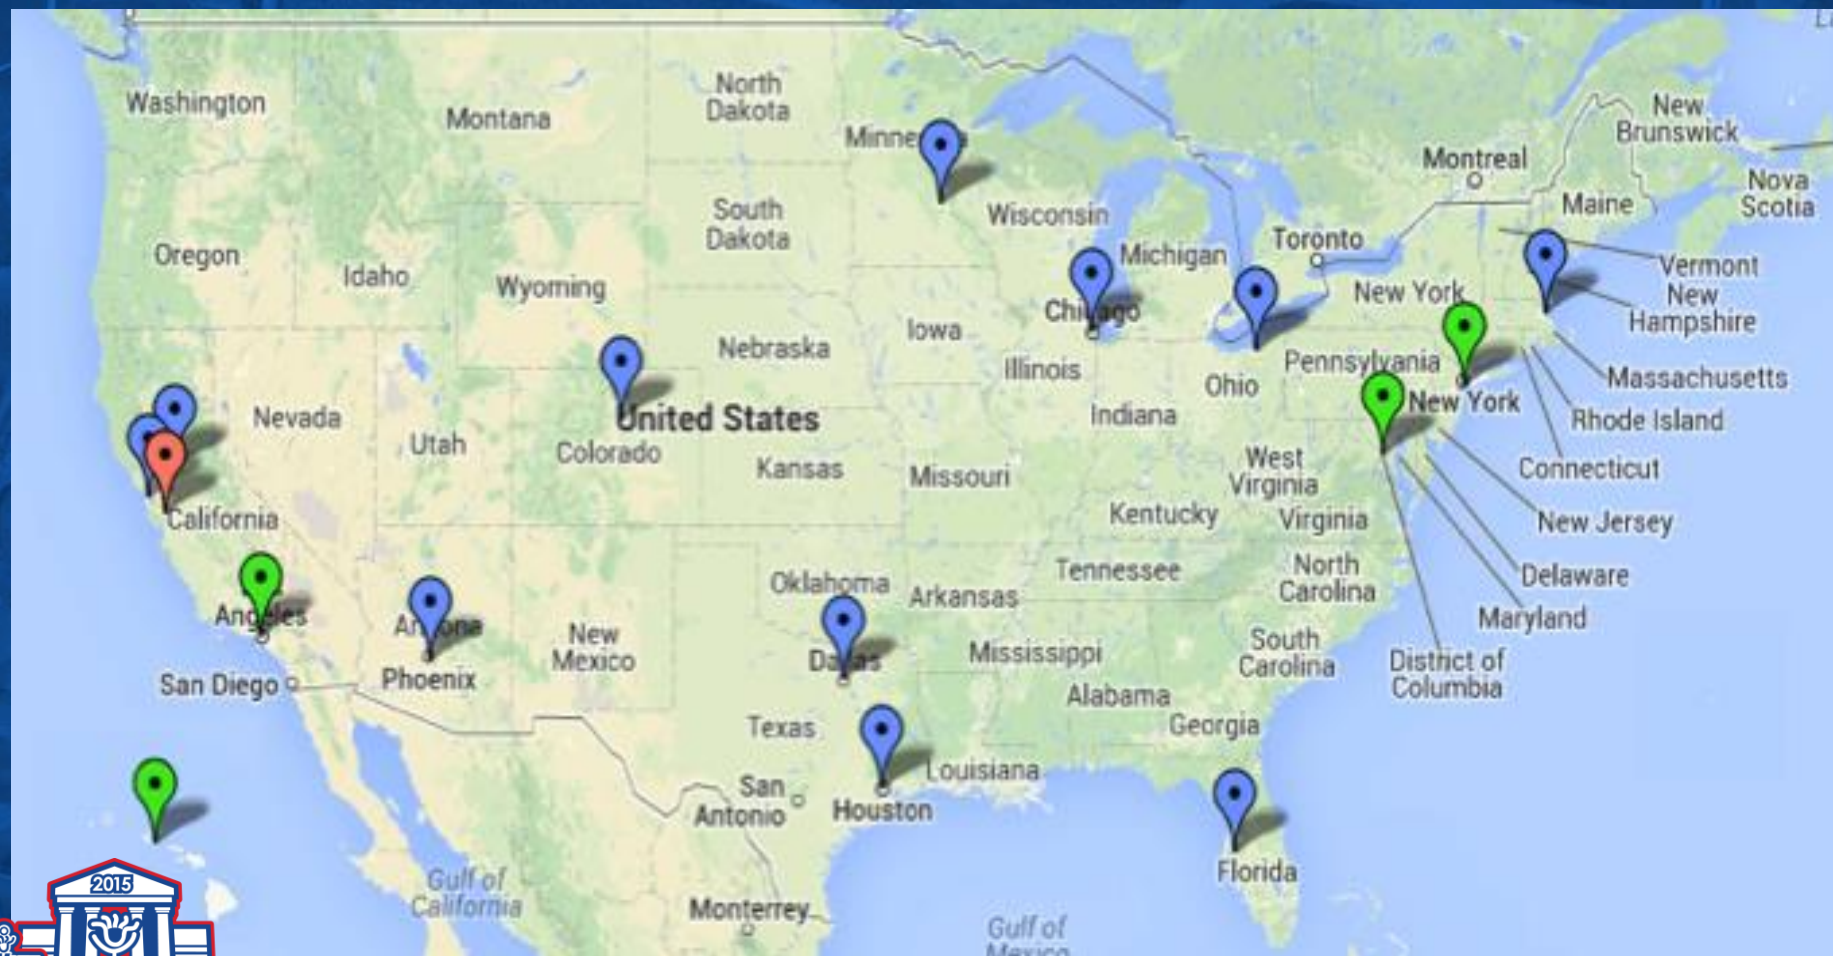 Washington
Montana
North
Dakota
New
Brunswick
Montreal
Nova
Scotia
Maine
Wisconsin
South
Dakota
Toronto
Michigan
Oregon
Idaho
Wyoming
Vermont
New
Hampshire
New York
Chicago
Iowa
Nebraska
Pennsylvania
Illinois
Ohio
Massachusetts
New York
Rhode Island
Nevada
United States
Indiana
Utah
Colorado
Kansas
Missouri
West
Virginia
Connecticut
California
Kentucky
Virginia
New Jersey
Oklahoma
Arkansas
Tennessee
North
Carolina
Delaware
Maryland
Angeles
Arizona
New
Mexico
Dallas
Mississippi
South
Carolina
District of
Columbia
San Diego
Phoenix
Alabama
Texas
Georgia
Louisiana
San
Antonio
Houston
Florida
Gulf of
California
Monterrey
Gulf of
Mexico
2015